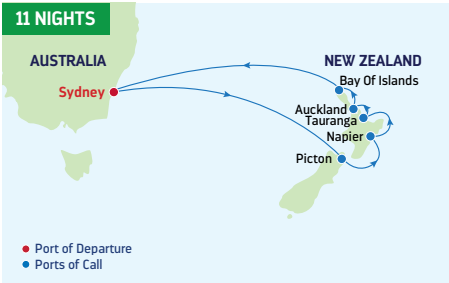 11 NIGHTS
AUSTRALIA
NEW ZEALAND
Sydney
Bay Of Islands
Auckland
Tauranga
Napier
Picton
Port of Departure
Ports of Call